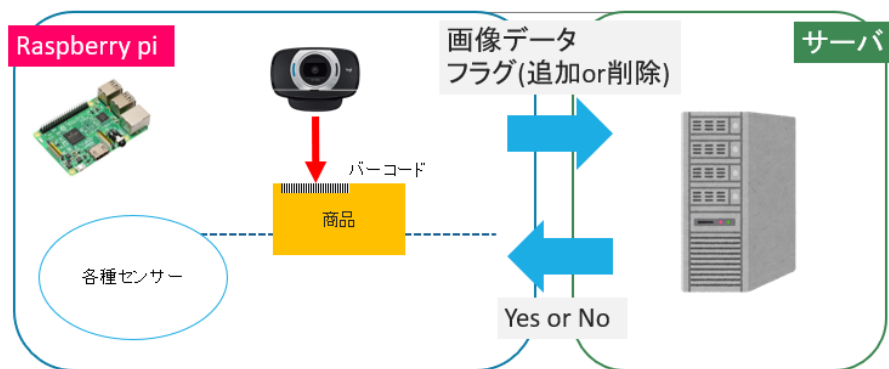 Raspberry pi
画像データ
フラグ(追加or削除)
サーバ
バーコード
商品
各種センサー
Yes or No